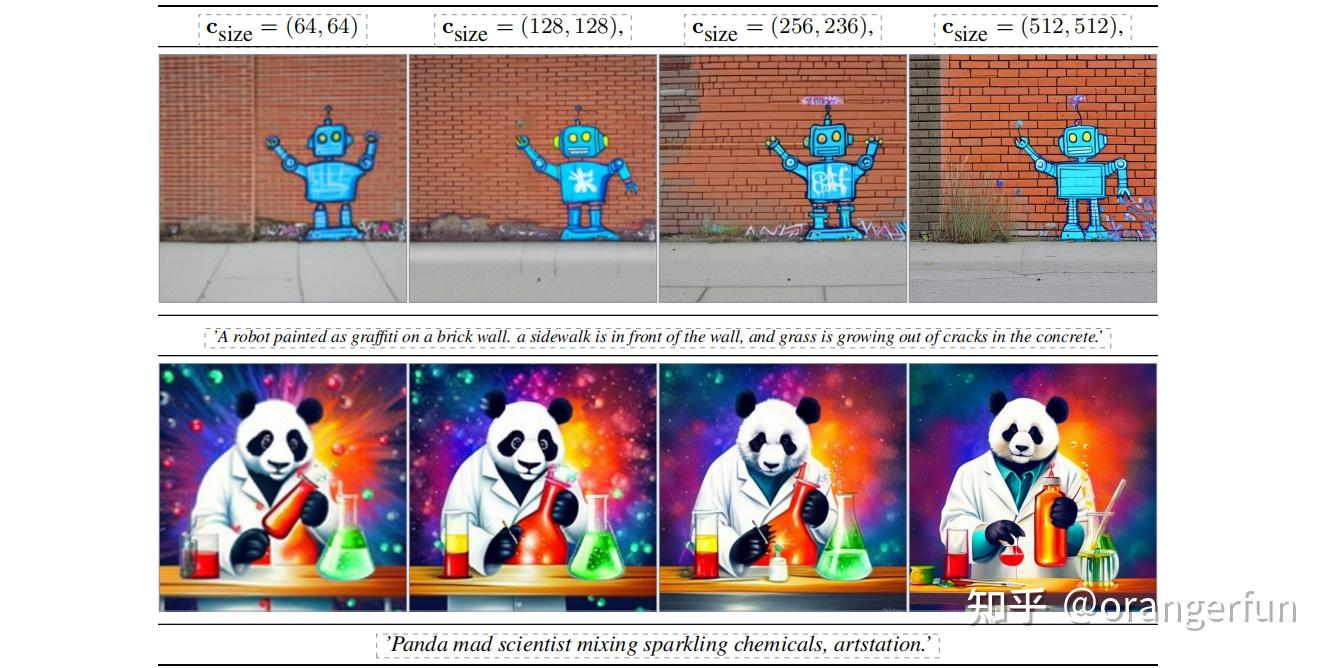 c_size = (64, 64)
c_size = (128, 128),
c_size = (256, 236),
c_size = (512, 512),
'A robot painted as graffiti on a brick wall. a sidewalk is in front of the wall, and grass is growing out of cracks in the concrete.'
'Panda mad scientist mixing sparkling chemicals, artstation.'
知乎 @orangerfun